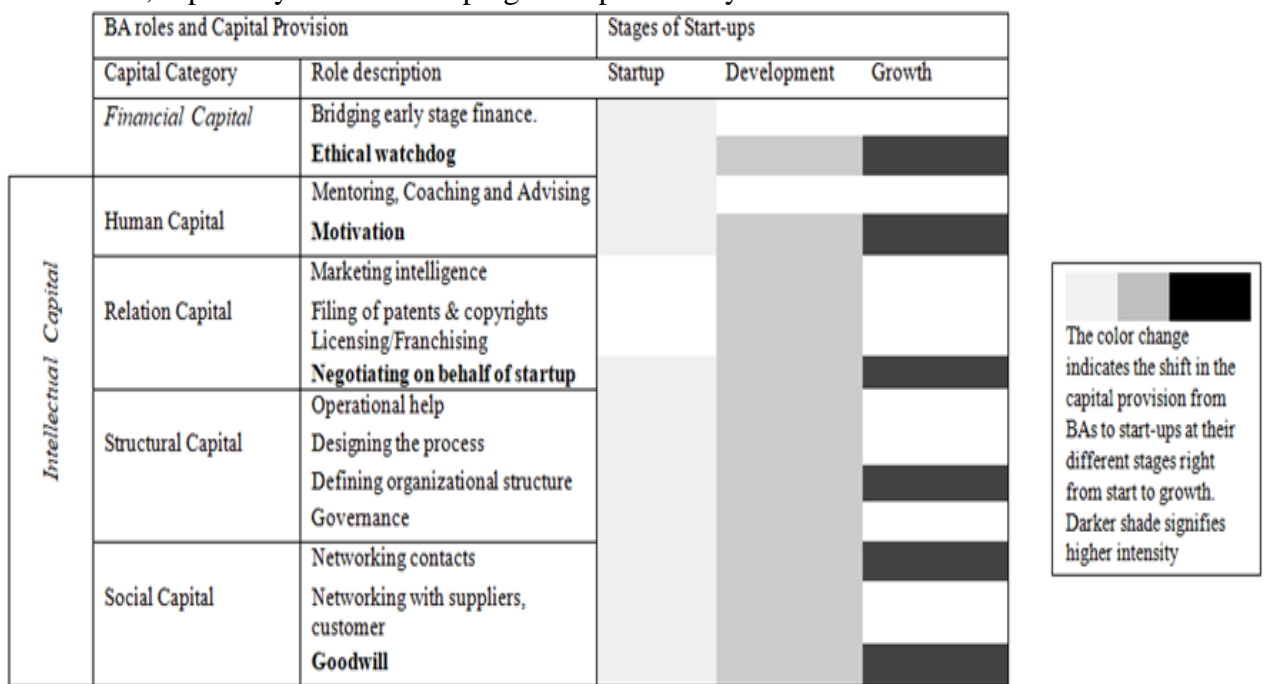 BA roles and Capital Provision
Stages of Start-ups
Capital Category
Role description
Startup
Development
Growth
Financial Capital
Bridging early stage finance.
Ethical watchdog
Intellectual Capital
Human Capital
Mentoring, Coaching and Advising
Motivation
Relation Capital
Marketing intelligence
Filing of patents & copyrights
Licensing/Franchising
Negotiating on behalf of startup
Structural Capital
Operational help
Designing the process
Defining organizational structure
Governance
Social Capital
Networking contacts
Networking with suppliers,
customer
Goodwill
The color change
indicates the shift in the
capital provision from
BAs to start-ups at their
different stages right
from start to growth.
Darker shade signifies
higher intensity